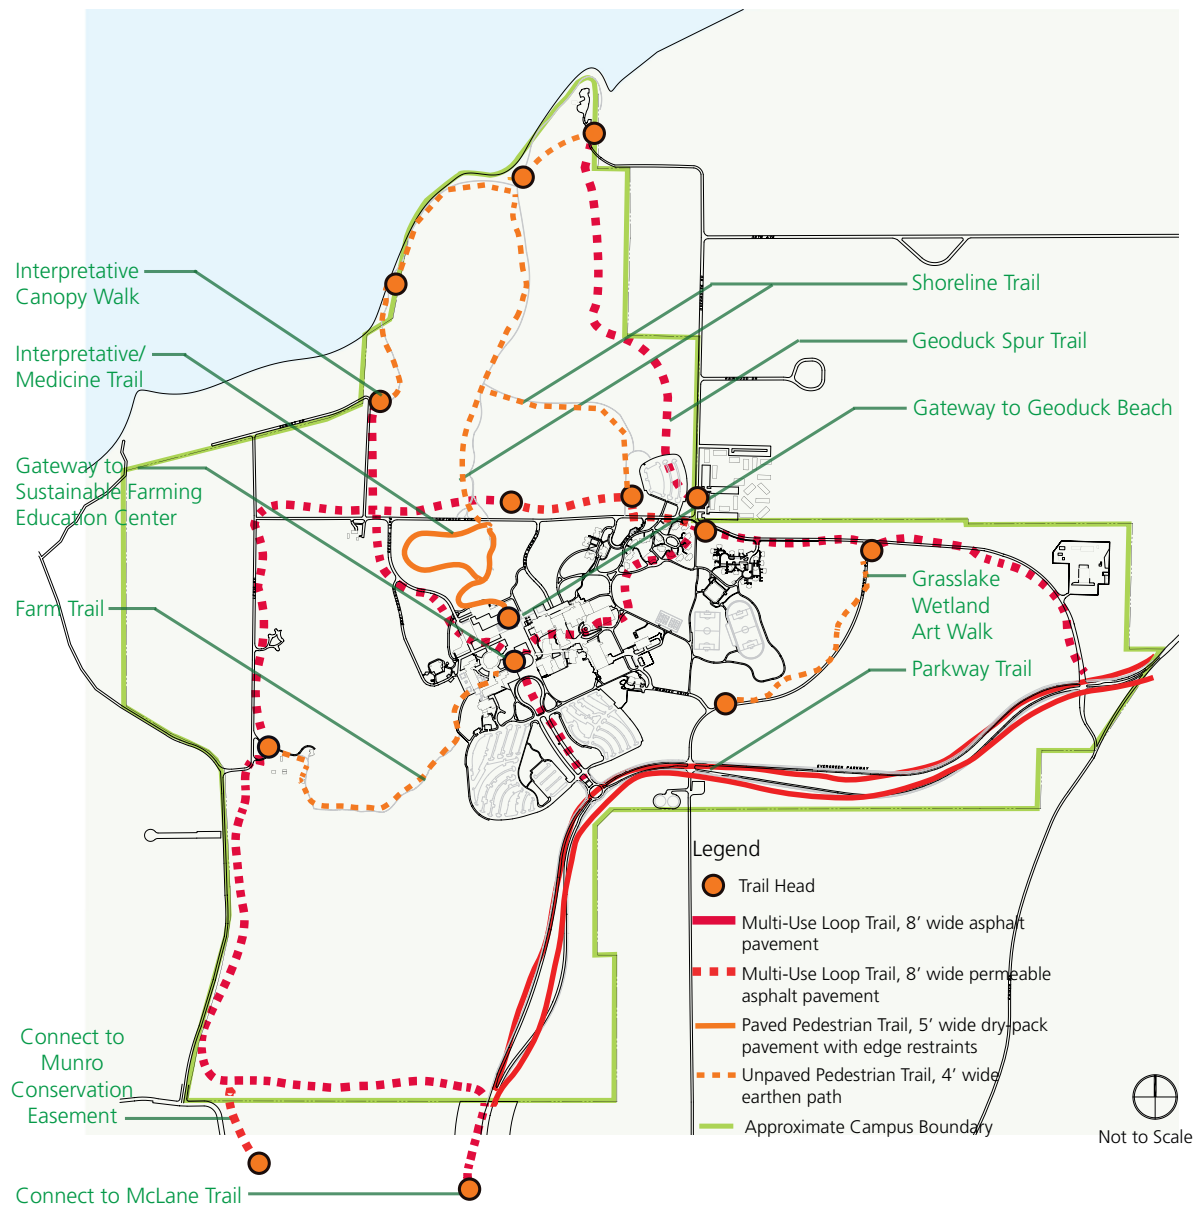 Interpretative
Canopy Walk
Interpretative/
Medicine Trail
Gateway to
Sustainable Farming
Education Center
Farm Trail
Shoreline Trail
Geoduck Spur Trail
Gateway to Geoduck Beach
Grasslake
Wetland
Art Walk
Parkway Trail
EVERGREEN PARKWAY
Legend
Trail Head
Multi-Use Loop Trail, 8’ wide asphalt
pavement
Multi-Use Loop Trail, 8’ wide permeable
asphalt pavement
Paved Pedestrian Trail, 5’ wide dry-pack
pavement with edge restraints
Unpaved Pedestrian Trail, 4’ wide
earthen path
Approximate Campus Boundary
Connect to
Munro
Conservation
Easement
Connect to McLane Trail
Not to Scale